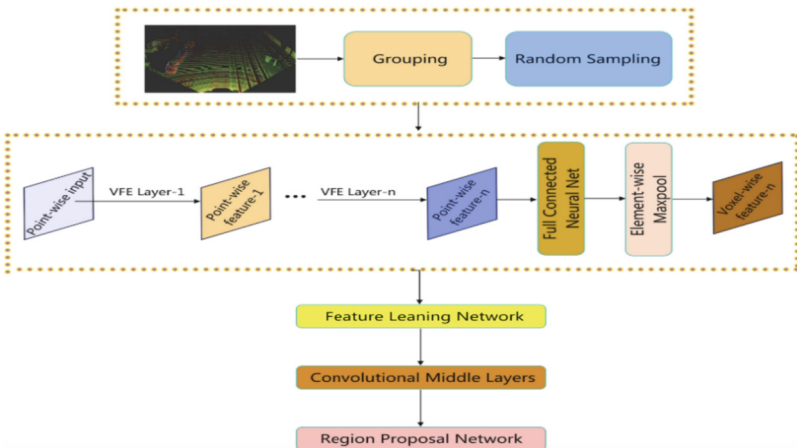 Grouping
Random Sampling
Point-wise input
VFE Layer-1
Point-wise
feature-1
...
VFE Layer-n
Point-wise
feature-n
Full Connected
Neural Net
Element-wise
Maxpool
Voxel-wise
feature-n
Feature Leaning Network
Convolutional Middle Layers
Region Proposal Network